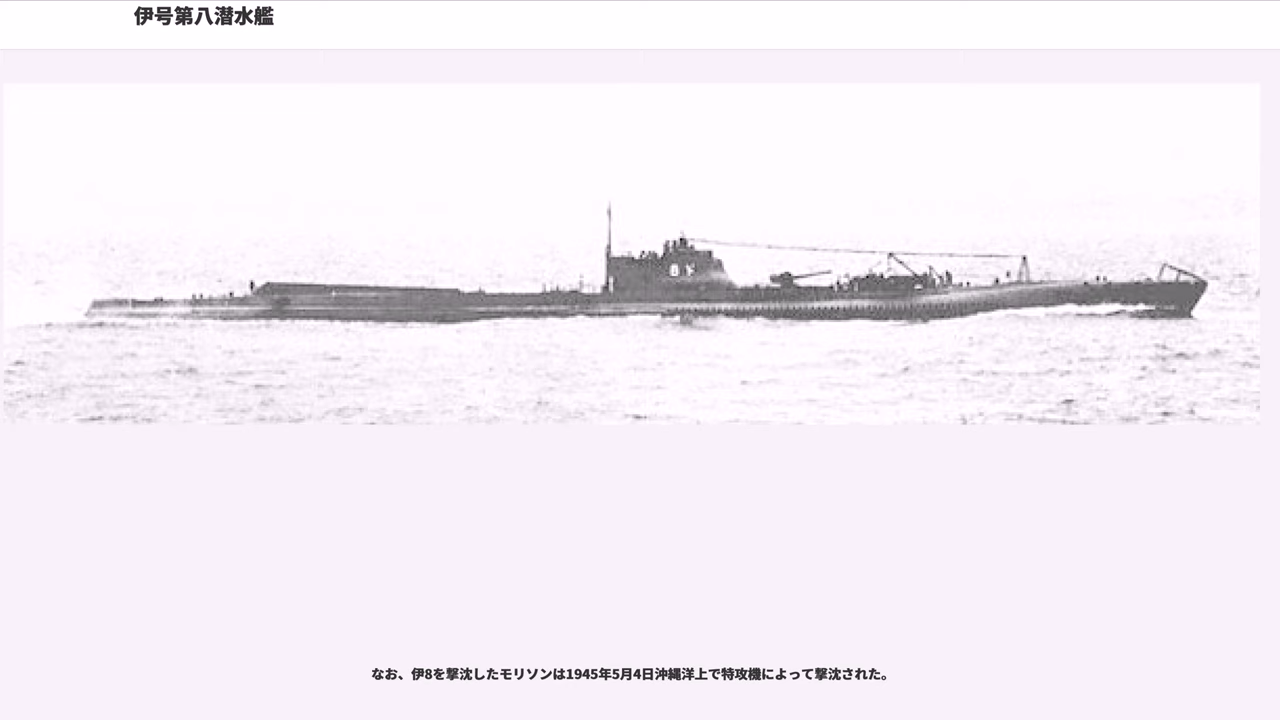 伊号第八潜水艦
8 イ
なお、伊8を撃沈したモリソンは1945年5月4日沖縄洋上で特攻機によって撃沈された。